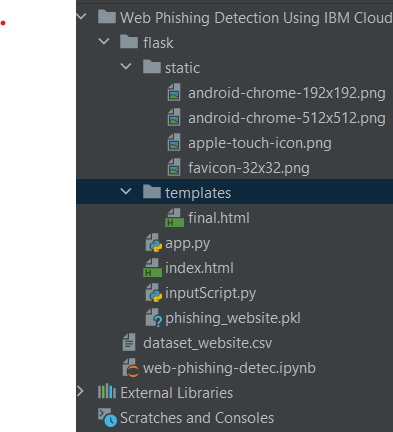 Web Phishing Detection Using IBM Cloud
flask
static
android-chrome-192x192.png
android-chrome-512x512.png
apple-touch-icon.png
favicon-32x32.png
templates
final.html
app.py
index.html
inputScript.py
phishing_website.pkl
dataset_website.csv
web-phishing-detec.ipynb
External Libraries
Scratches and Consoles